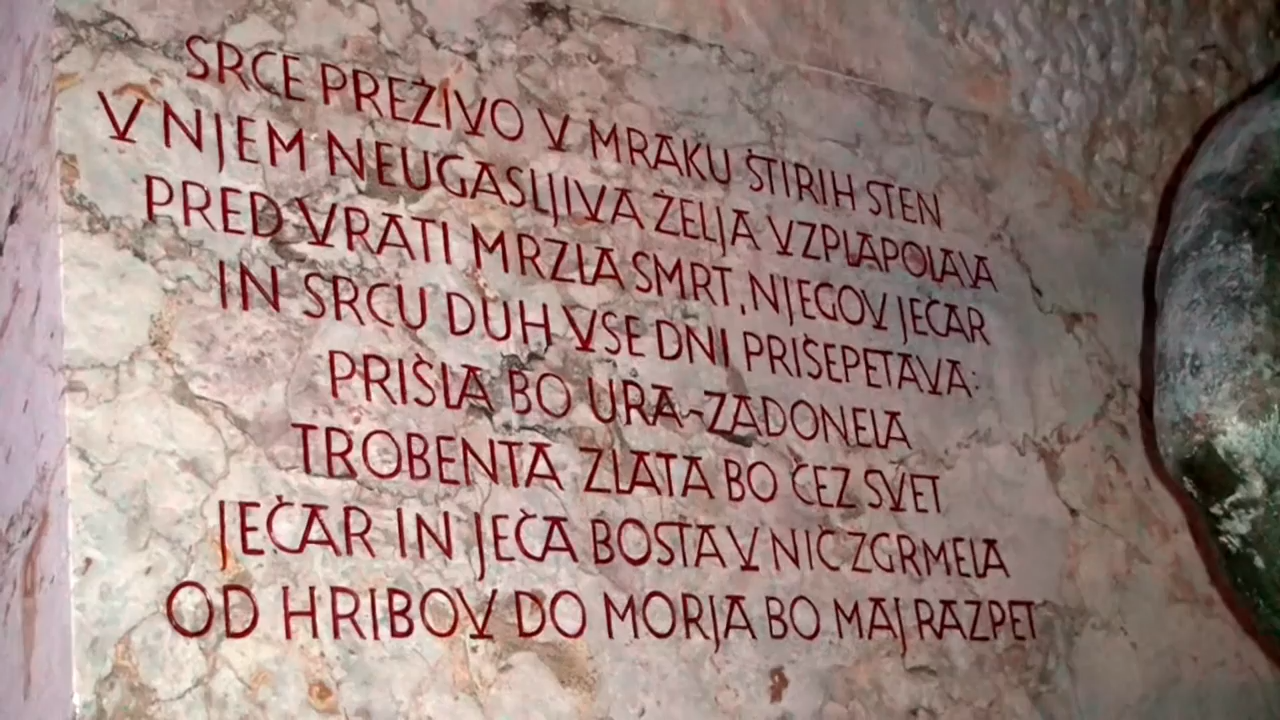 SRCE PREŽIVO V MRAKU ŠTIRIH STEN
V NJEM NEUGASLJIVA ŽELJA VZPLAPOLAVA
PRED VRATI MRZLA SMRT, NJEGOV JEČAR
IN SRCU DUH VSE DNI PRIŠEPETAVA:
PRIŠLA BO URA–ZADONELA
TROBENTA ZLATA BO ČEZ SVET
JEČAR IN JEČA BOSTA V NIČ ZGRMELA
OD HRIBOV DO MORJA BO MAJ RAZPET